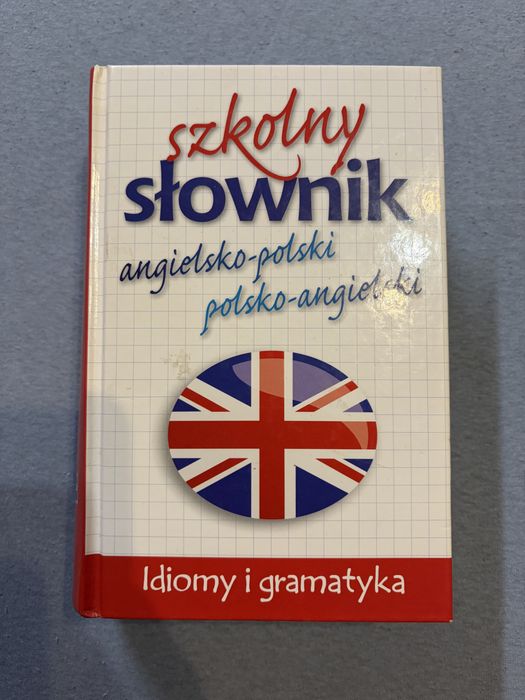 szkolny
słownik
angielsko-polski
polsko-angielski
Idiomy i gramatyka